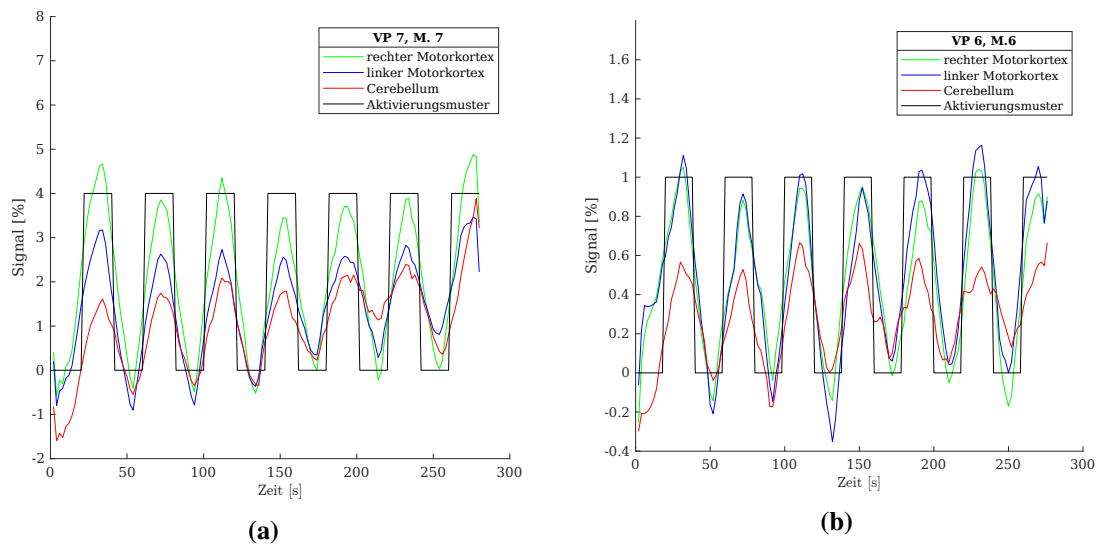 VP 7, M. 7
rechter Motorkortex
linker Motorkortex
Cerebellum
Aktivierungsmuster
8
7
6
5
4
3
2
1
0
-1
-2
Signal [%]
0 50 100 150 200 250 300
Zeit [s]
(a)
VP 6, M.6
rechter Motorkortex
linker Motorkortex
Cerebellum
Aktivierungsmuster
1.6
1.4
1.2
1
0.8
0.6
0.4
0.2
0
-0.2
-0.4
Signal [%]
0 50 100 150 200 250 300
Zeit [s]
(b)